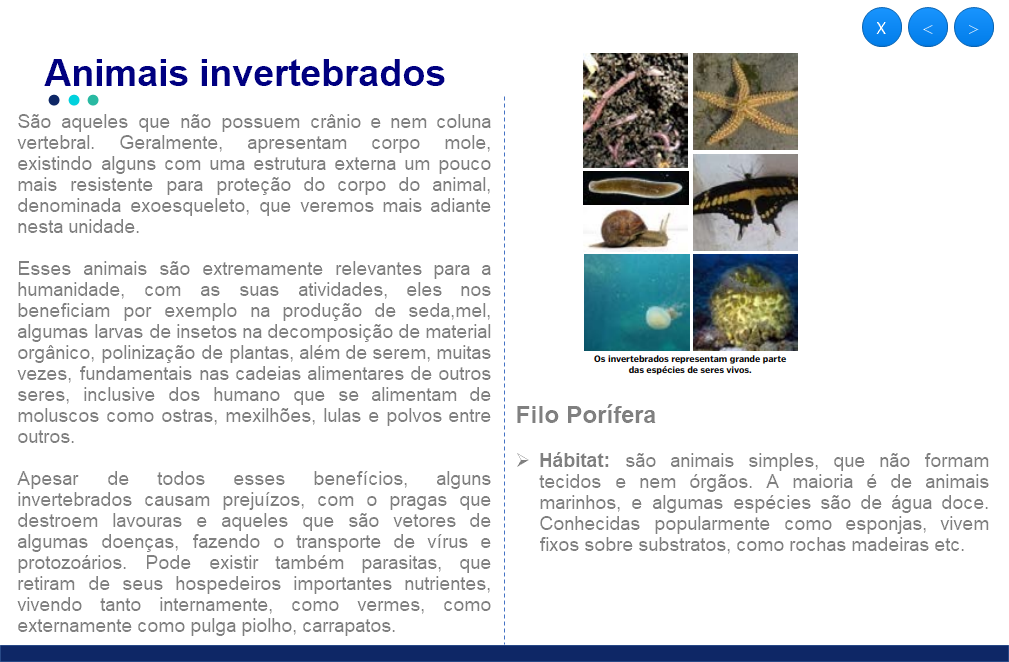 X < >
Animais invertebrados
São aqueles que não possuem crânio e nem coluna
vertebral. Geralmente, apresentam corpo mole,
existindo alguns com uma estrutura externa um pouco
mais resistente para proteção do corpo do animal,
denominada exoesqueleto, que veremos mais adiante
nesta unidade.
Esses animais são extremamente relevantes para a
humanidade, com as suas atividades, eles nos
beneficiam por exemplo na produção de seda,mel,
algumas larvas de insetos na decomposição de material
orgânico, polinização de plantas, além de serem, muitas
vezes, fundamentais nas cadeias alimentares de outros
seres, inclusive dos humano que se alimentam de
moluscos como ostras, mexilhões, lulas e polvos entre
outros.
Apesar de todos esses benefícios, alguns
invertebrados causam prejuízos, com o pragas que
destroem lavouras e aqueles que são vetores de
algumas doenças, fazendo o transporte de vírus e
protozoários. Pode existir também parasitas, que
retiram de seus hospedeiros importantes nutrientes,
vivendo tanto internamente, como vermes, como
externamente como pulga piolho, carrapatos.
Os invertebrados representam grande parte
das espécies de seres vivos.
Filo Porífera
➢ Hábitat: são animais simples, que não formam
tecidos e nem órgãos. A maioria é de animais
marinhos, e algumas espécies são de água doce.
Conhecidas popularmente como esponjas, vivem
fixos sobre substratos, como rochas madeiras etc.